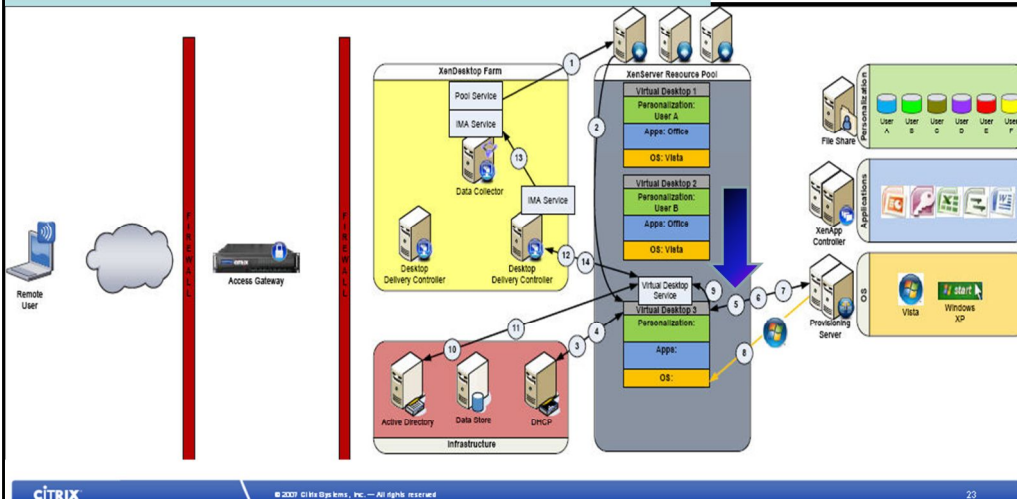 XenDesktop Farm
Pool Service
IMA Service
13
Data Collector
IMA Service
Desktop
Delivery Controller
Desktop
Delivery Controller
1
2
XenServer Resource Pool
Virtual Desktop 1
Personalization:
User A
Apps: Office
OS: Vista
Virtual Desktop 2
Personalization:
User B
Apps: Office
OS: Vista
Virtual Desktop
Service
Virtual Desktop 3
Personalization:
Apps:
OS:
12
14
9
5
6
7
8
11
10
3
4
FIREWALL
FIREWALL
Remote
User
CITRIX
Access Gateway
Active Directory
Data Store
DHCP
Infrastructure
File Share
Personalization
User
A
User
B
User
C
User
D
User
E
User
F
XenApp
Controller
Applications
Provisioning
Server
OS
Vista
start
Windows
XP
CITRIX
© 2007 Citrix Systems, Inc. — All rights reserved
23